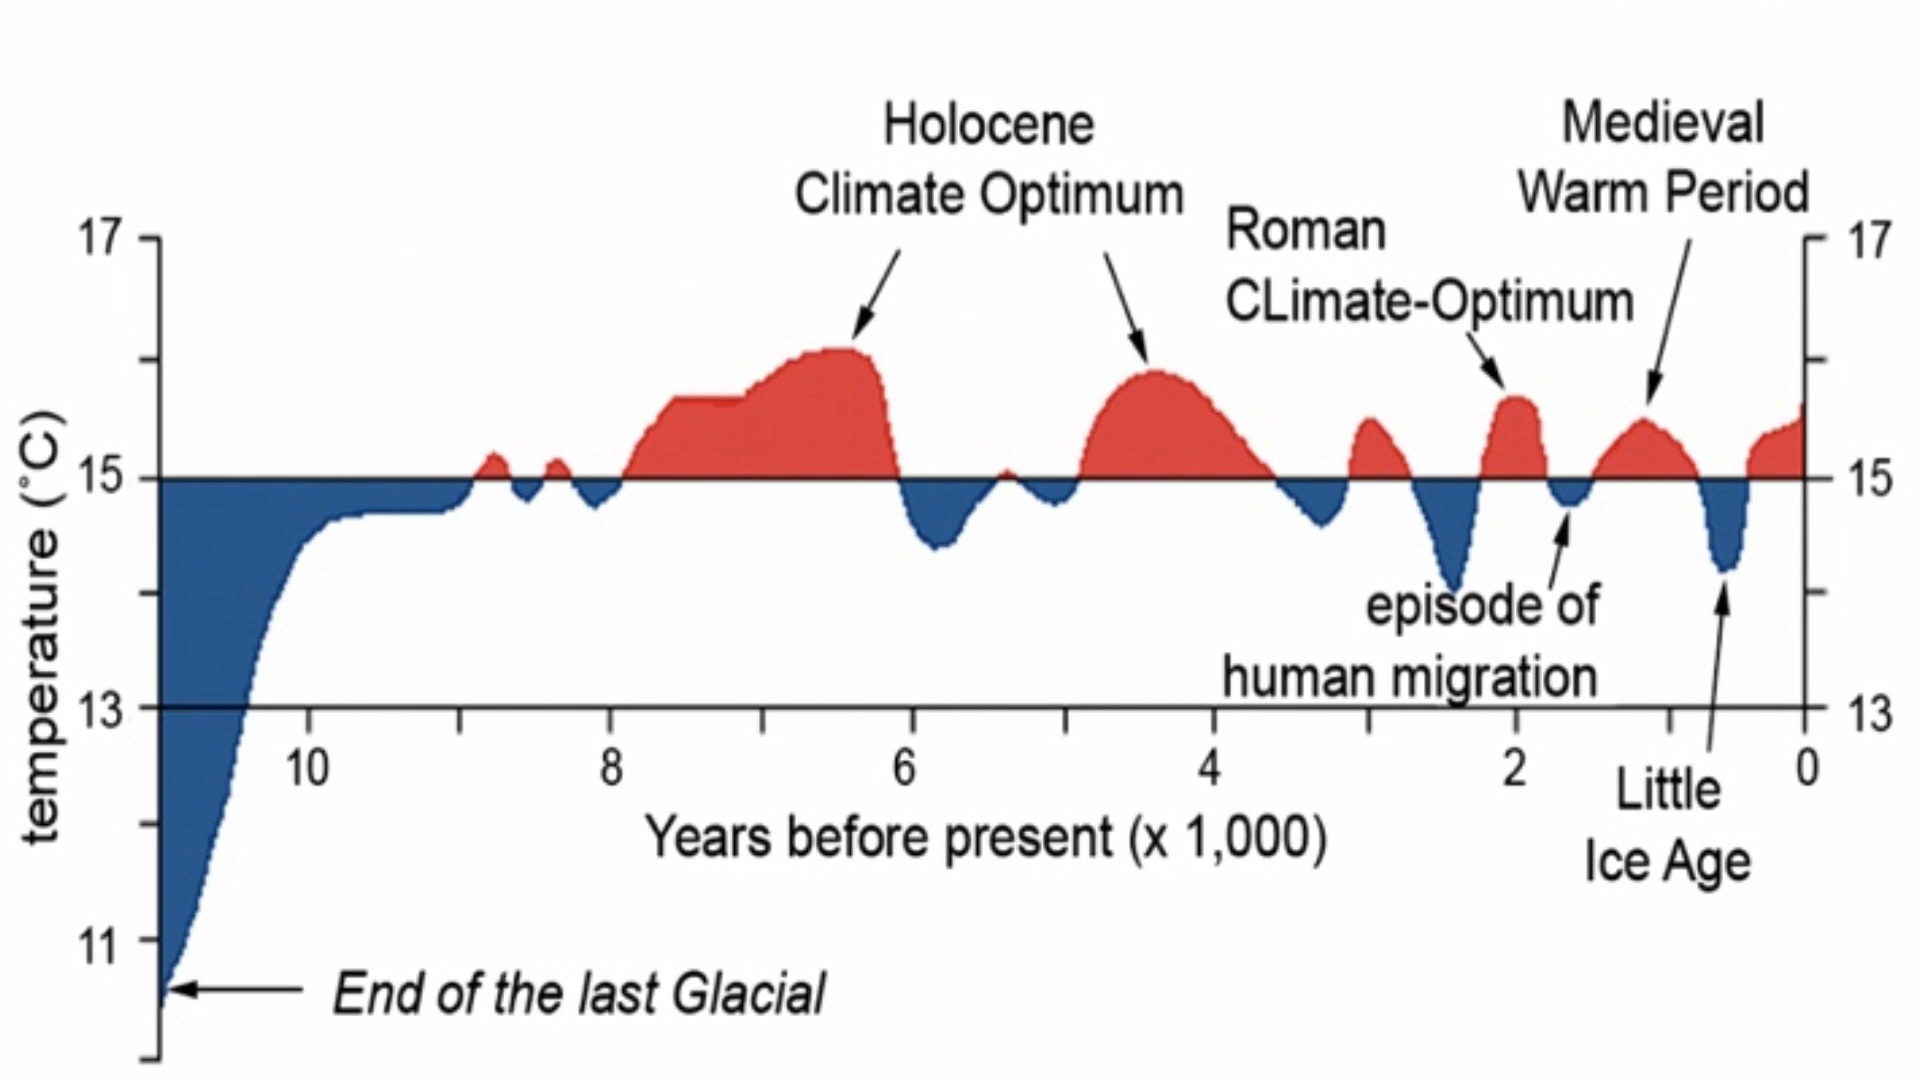 Holocene
Climate Optimum
Medieval
Warm Period
Roman
CLimate-Optimum
17
17
15
15
episode of
human migration
13
13
10
8
6
4
2
0
Years before present (x 1,000)
Little
Ice Age
11
End of the last Glacial
temperature (°C)